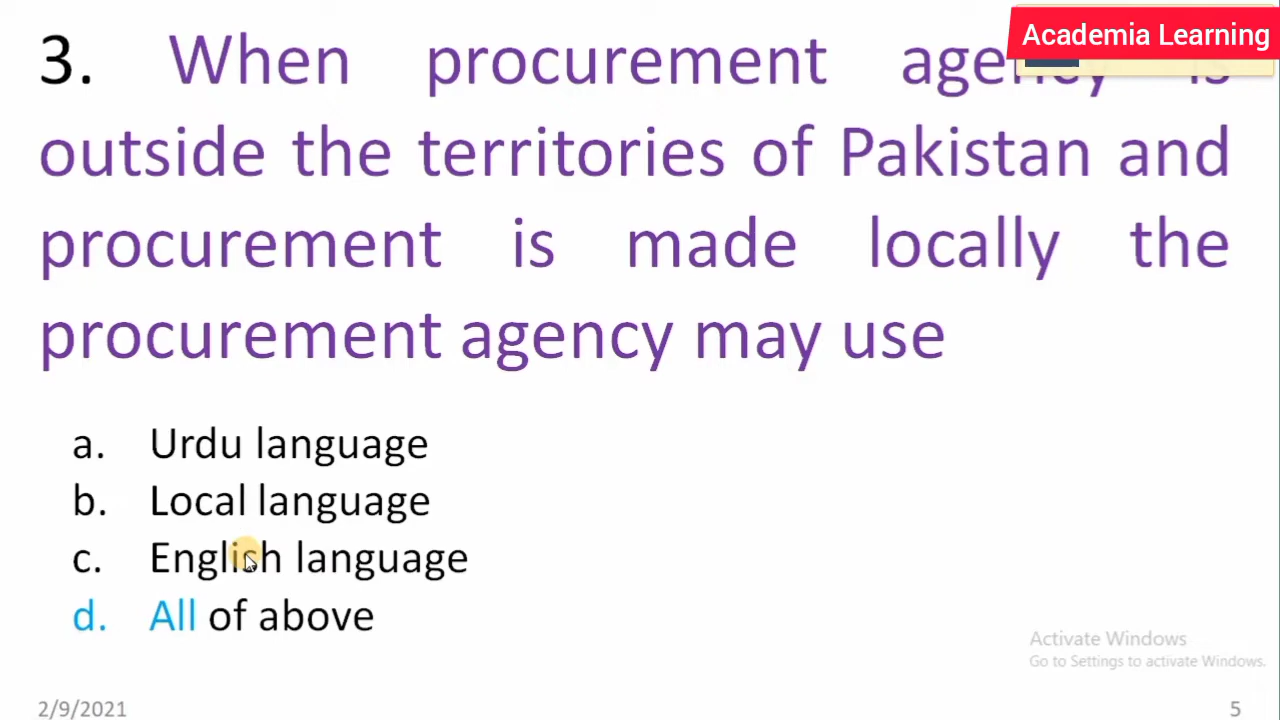 Academia Learning
3. When procurement agency is
outside the territories of Pakistan and
procurement is made locally the
procurement agency may use
a. Urdu language
b. Local language
c. English language
d. All of above
Activate Windows
Go to Settings to activate Windows.
2/9/2021
5